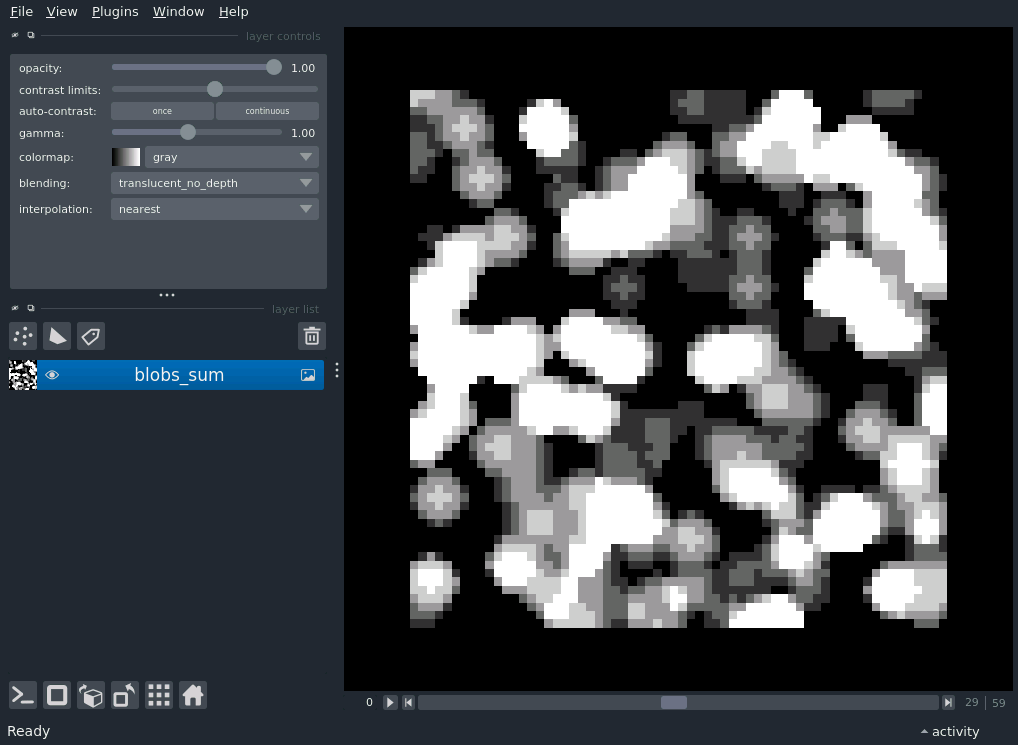 File View Plugins Window Help
layer controls
opacity: 1.00
contrast limits:
auto-contrast: once continuous
gamma: 1.00
colormap: gray
blending: translucent_no_depth
interpolation: nearest
layer list
blobs_sum
0 29 | 59
Ready activity